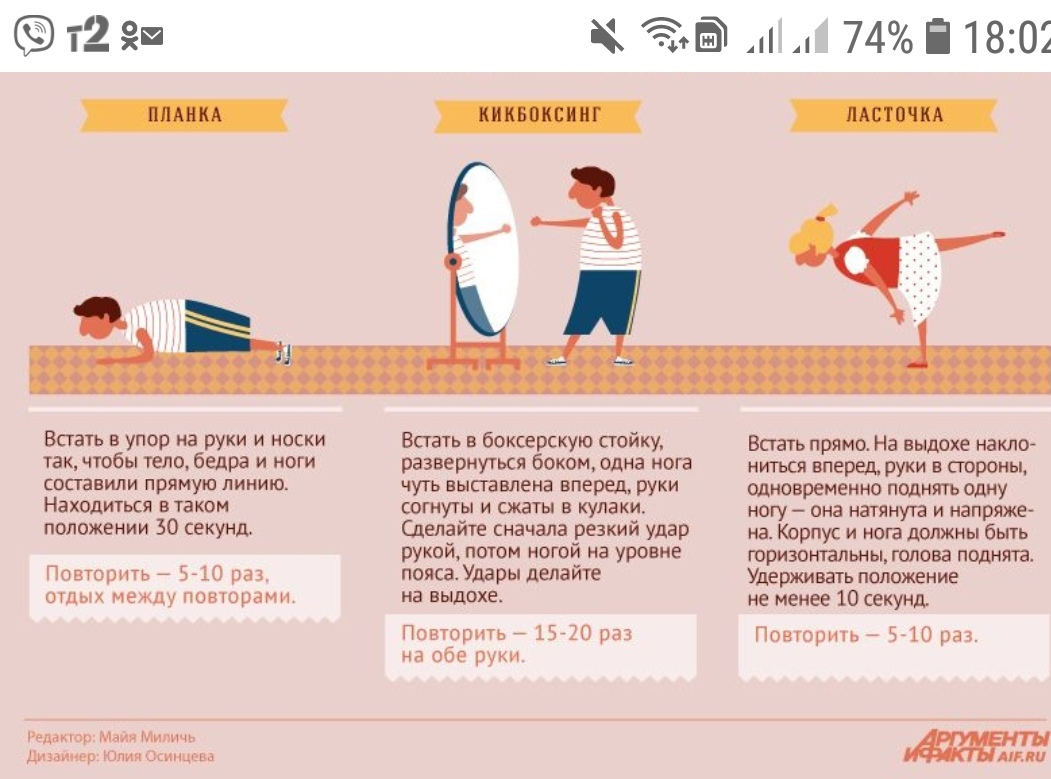 т2
74%
18:02
ПЛАНКА
Встать в упор на руки и носки
так, чтобы тело, бедра и ноги
составили прямую линию.
Находиться в таком
положении 30 секунд.
Повторить — 5-10 раз,
отдых между повторами.
КИКБОКСИНГ
Встать в боксерскую стойку,
развернуться боком, одна нога
чуть выставлена вперед, руки
согнуты и сжаты в кулаки.
Сделайте сначала резкий удар
рукой, потом ногой на уровне
пояса. Удары делайте
на выдохе.
Повторить — 15-20 раз
на обе руки.
ЛАСТОЧКА
Встать прямо. На выдохе накло-
ниться вперед, руки в стороны,
одновременно поднять одну
ногу — она натянута и напряже-
на. Корпус и нога должны быть
горизонтальны, голова поднята.
Удерживать положение
не менее 10 секунд.
Повторить — 5-10 раз.
Редактор: Майя Миличь
Дизайнер: Юлия Осинцева
АРГУМЕНТЫ
И ФАКТЫ AIF.RU